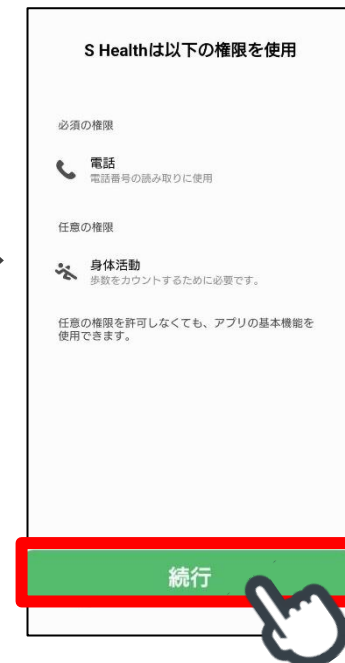 S Healthは以下の権限を使用
必須の権限
電話
電話番号の読み取りに使用
任意の権限
身体活動
歩数をカウントするために必要です。
任意の権限を許可しなくても、アプリの基本機能を
使用できます。
続行